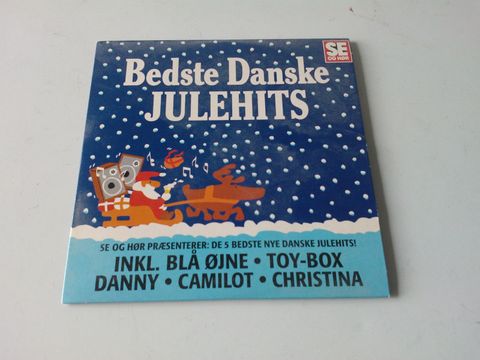 SE
OG HØR
Bedste Danske
JULEHITS
SE OG HØR PRÆSENTERER: DE 5 BEDSTE NYE DANSKE JULEHITS!
INKL. BLÅ ØJNE • TOY-BOX
DANNY • CAMILOT • CHRISTINA